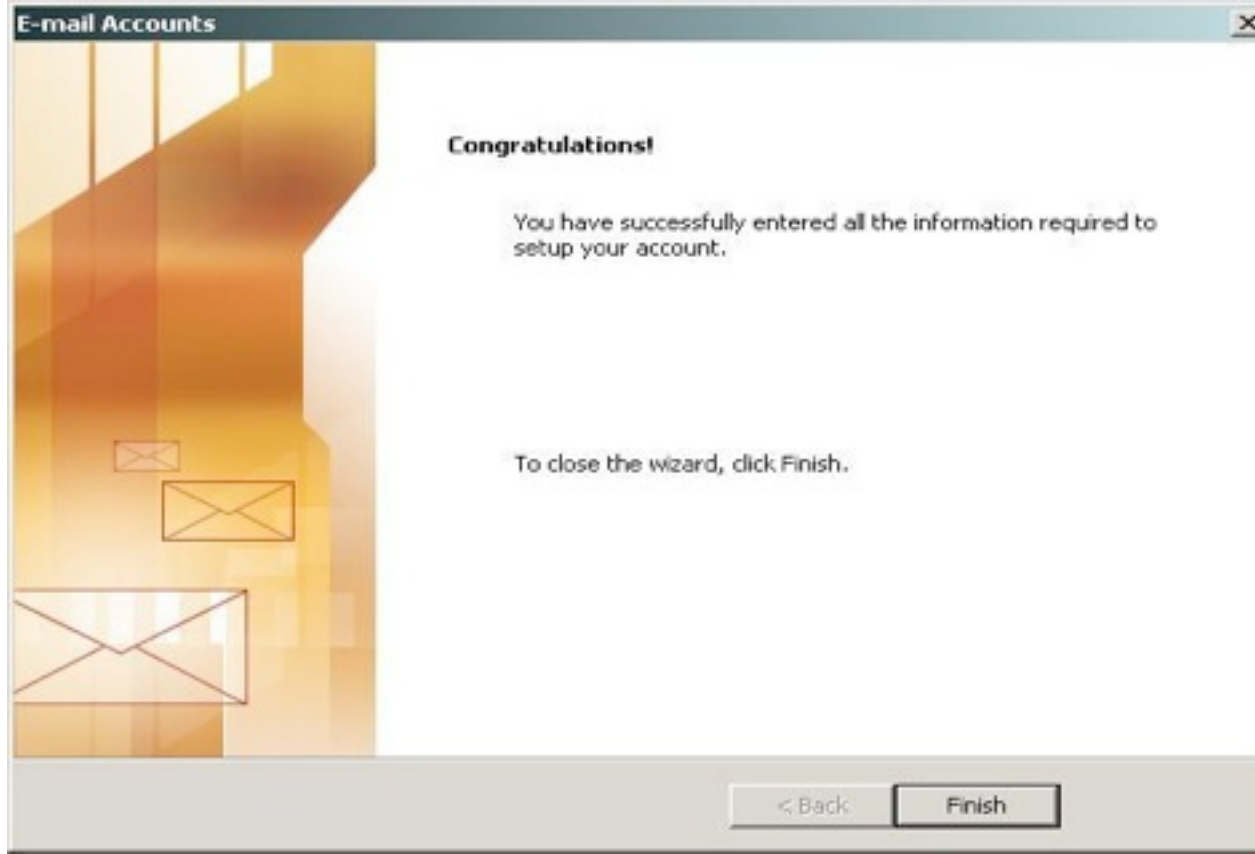 E-mail Accounts
Congratulations!
You have successfully entered all the information required to
setup your account.
To close the wizard, click Finish.
< Back
Finish